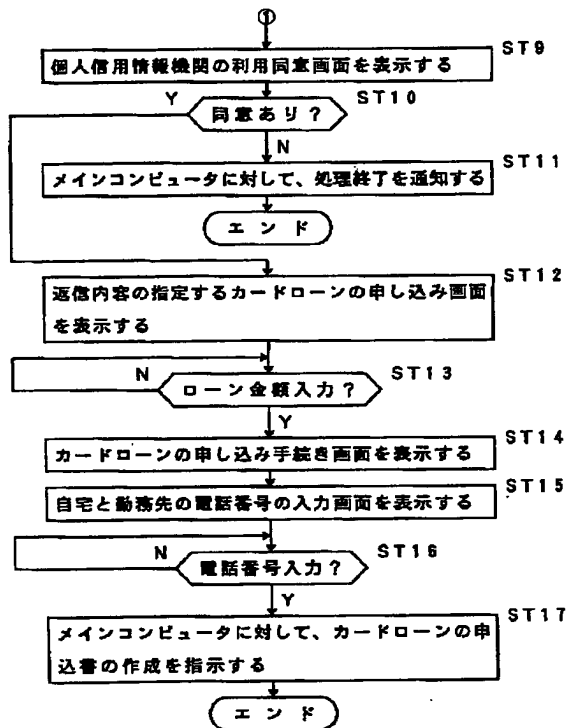 ①
ST9
個人信用情報機関の利用同意画面を表示する
Y
ST10
同意あり？
N
ST11
メインコンピュータに対して、処理終了を通知する
エンド
ST12
返信内容の指定するカードローンの申し込み画面
を表示する
N
ST13
ローン金額入力？
Y
ST14
カードローンの申し込み手続き画面を表示する
ST15
自宅と勤務先の電話番号の入力画面を表示する
N
ST16
電話番号入力？
Y
ST17
メインコンピュータに対して、カードローンの申
込書の作成を指示する
エンド